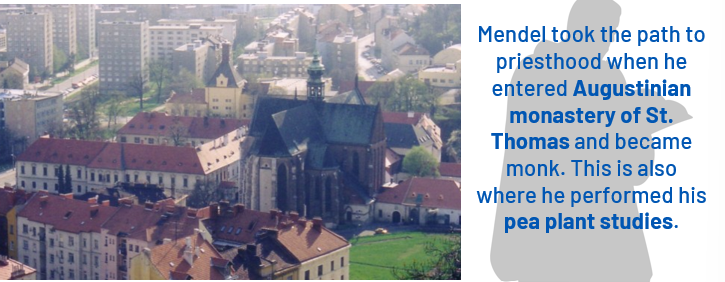 Mendel took the path to
priesthood when he
entered Augustinian
monastery of St.
Thomas and became
monk. This is also
where he performed his
pea plant studies.